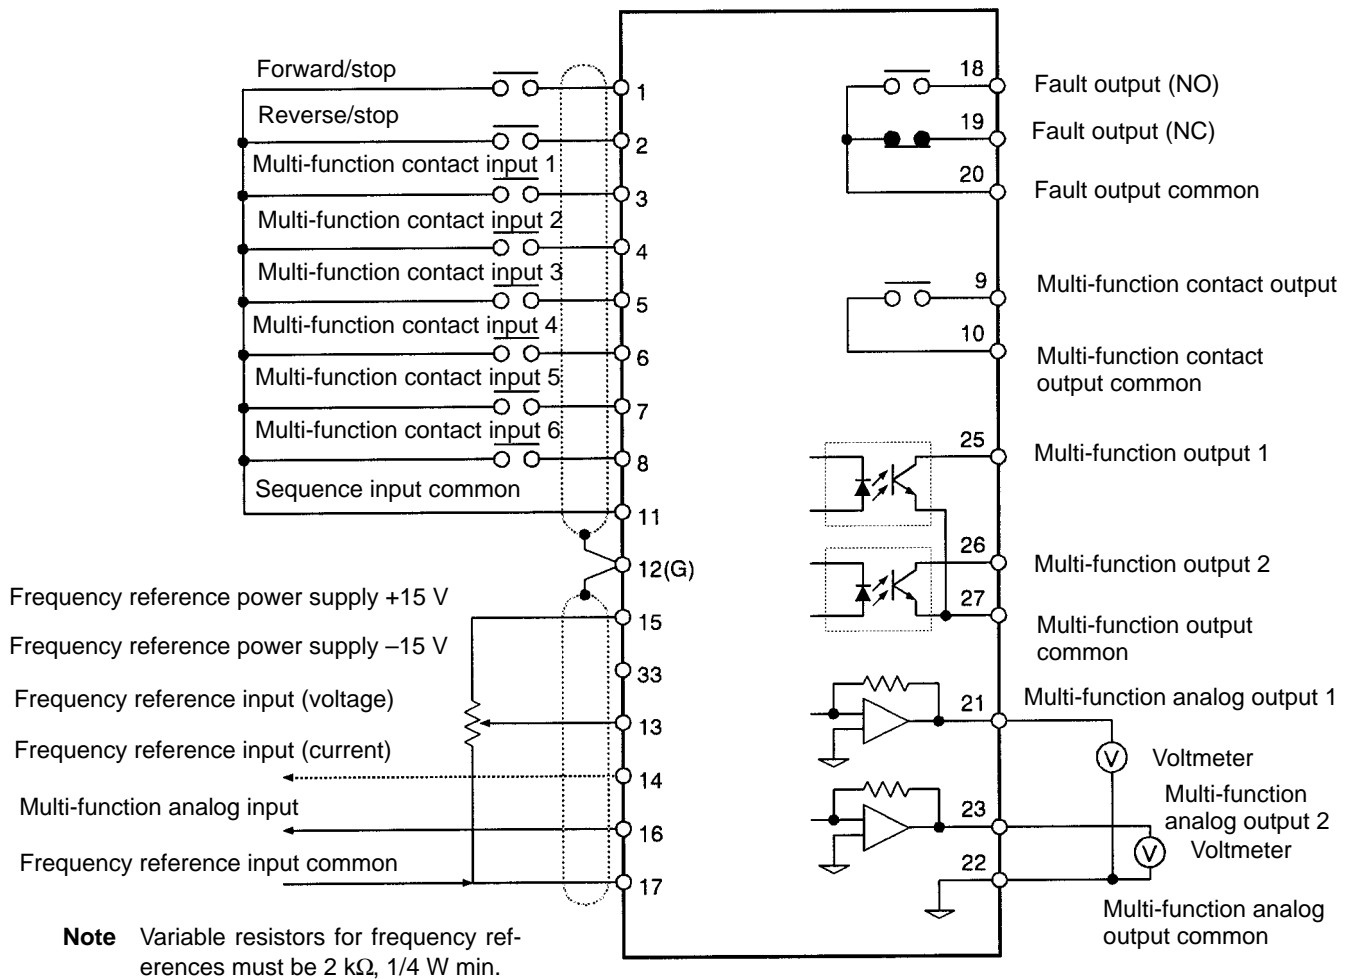 Forward/stop
1
Reverse/stop
2
Multi-function contact input 1
3
Multi-function contact input 2
4
Multi-function contact input 3
5
Multi-function contact input 4
6
Multi-function contact input 5
7
Multi-function contact input 6
8
Sequence input common
11
12(G)
Frequency reference power supply +15 V
15
Frequency reference power supply –15 V
33
Frequency reference input (voltage)
13
Frequency reference input (current)
14
Multi-function analog input
16
Frequency reference input common
17
Note Variable resistors for frequency ref-
erences must be 2 kΩ, 1/4 W min.
18
Fault output (NO)
19
Fault output (NC)
20
Fault output common
9
Multi-function contact output
10
Multi-function contact
output common
25
Multi-function output 1
26
Multi-function output 2
27
Multi-function output
common
21
Multi-function analog output 1
V
Voltmeter
23
Multi-function
analog output 2
V
Voltmeter
22
Multi-function analog
output common